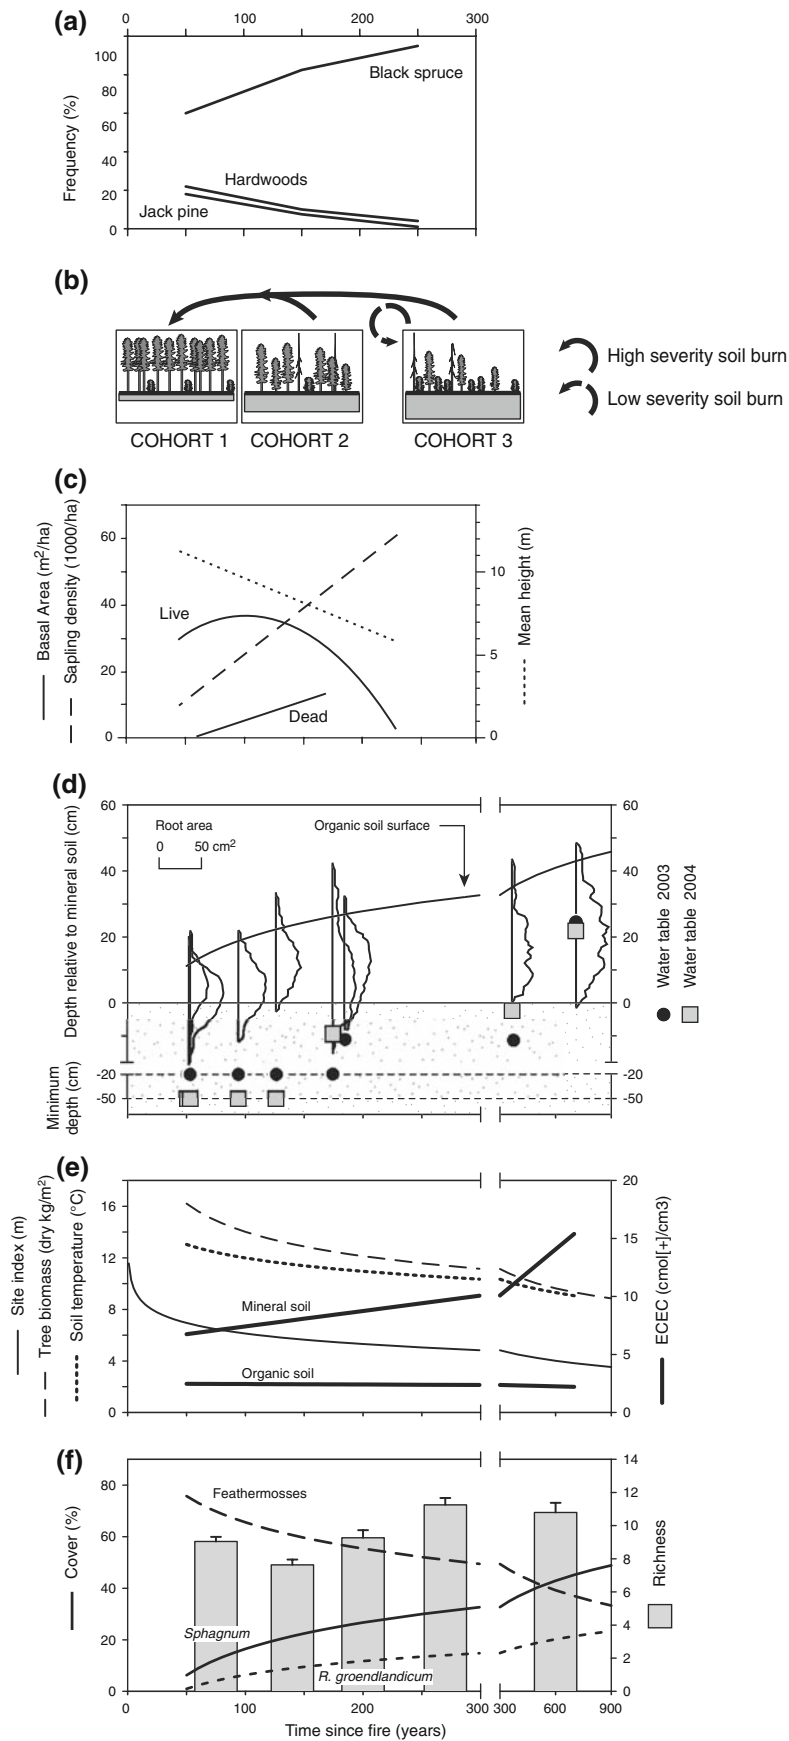 (a)
0 100 200 300
100
80
60
40
20
0
Frequency (%)
Black spruce
Hardwoods
Jack pine
(b)
High severity soil burn
Low severity soil burn
COHORT 1 COHORT 2 COHORT 3
(c)
Basal Area (m2/ha)
Sapling density (1000/ha)
60
40
20
0
Live
Dead
10
5
0
Mean height (m)
(d)
Depth relative to mineral soil (cm)
Minimum
depth (cm)
60
40
20
0
-20
-50
Root area
0 50 cm2
Organic soil surface
60
40
20
0
-20
-50
Water table 2003
Water table 2004
(e)
Site index (m)
Tree biomass (dry kg/m2)
Soil temperature (°C)
16
12
8
4
0
Mineral soil
Organic soil
20
15
10
5
0
ECEC (cmol[+]/cm3)
(f)
Cover (%)
80
60
40
20
0
Feathermosses
Sphagnum
R. groendlandicum
14
12
10
8
6
4
2
0
Richness
0 100 200 300 300 600 900
Time since fire (years)